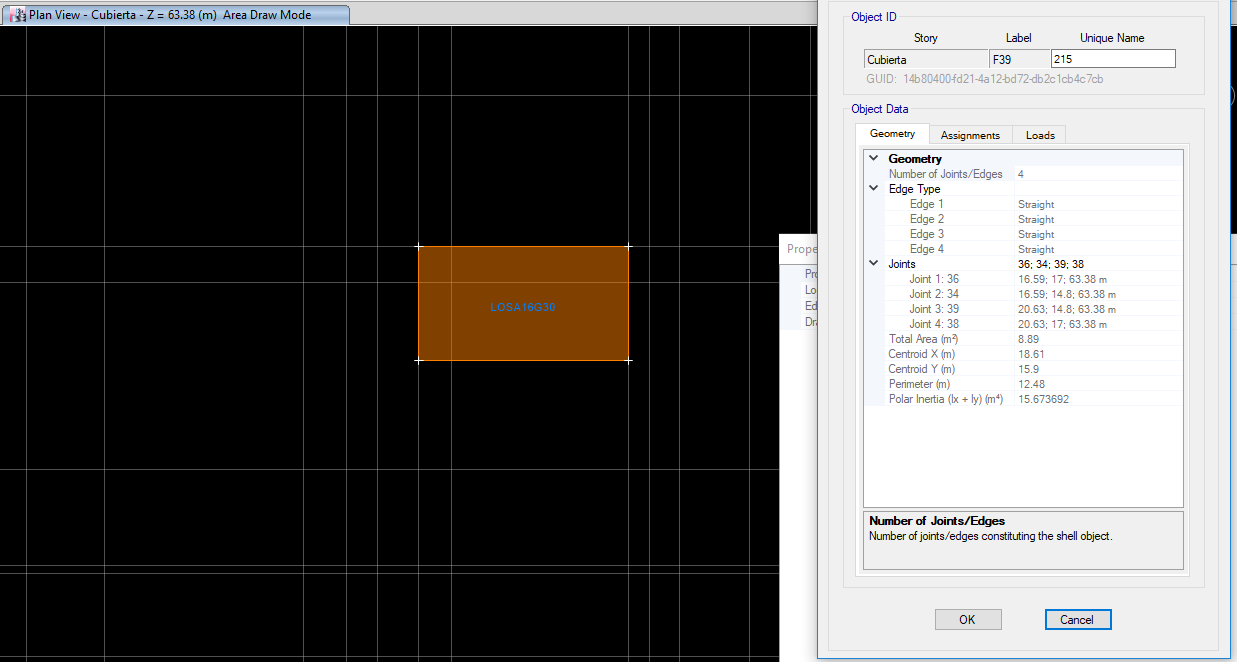 Plan View - Cubierta - Z = 63.38 (m) Area Draw Mode
LOSA16G30
Object ID
Story Label Unique Name
Cubierta F39 215
GUID: 14b80400-fd21-4a12-bd72-db2c1cb4c7cb
Object Data
Geometry Assignments Loads
Geometry
Number of Joints/Edges 4
Edge Type
Edge 1 Straight
Edge 2 Straight
Edge 3 Straight
Edge 4 Straight
Joints 36; 34; 39; 38
Joint 1: 36 16.59; 17; 63.38 m
Joint 2: 34 16.59; 14.8; 63.38 m
Joint 3: 39 20.63; 14.8; 63.38 m
Joint 4: 38 20.63; 17; 63.38 m
Total Area (m²) 8.89
Centroid X (m) 18.61
Centroid Y (m) 15.9
Perimeter (m) 12.48
Polar Inertia (Ix + Iy) (m⁴) 15.673692
Number of Joints/Edges
Number of joints/edges constituting the shell object.
OK Cancel